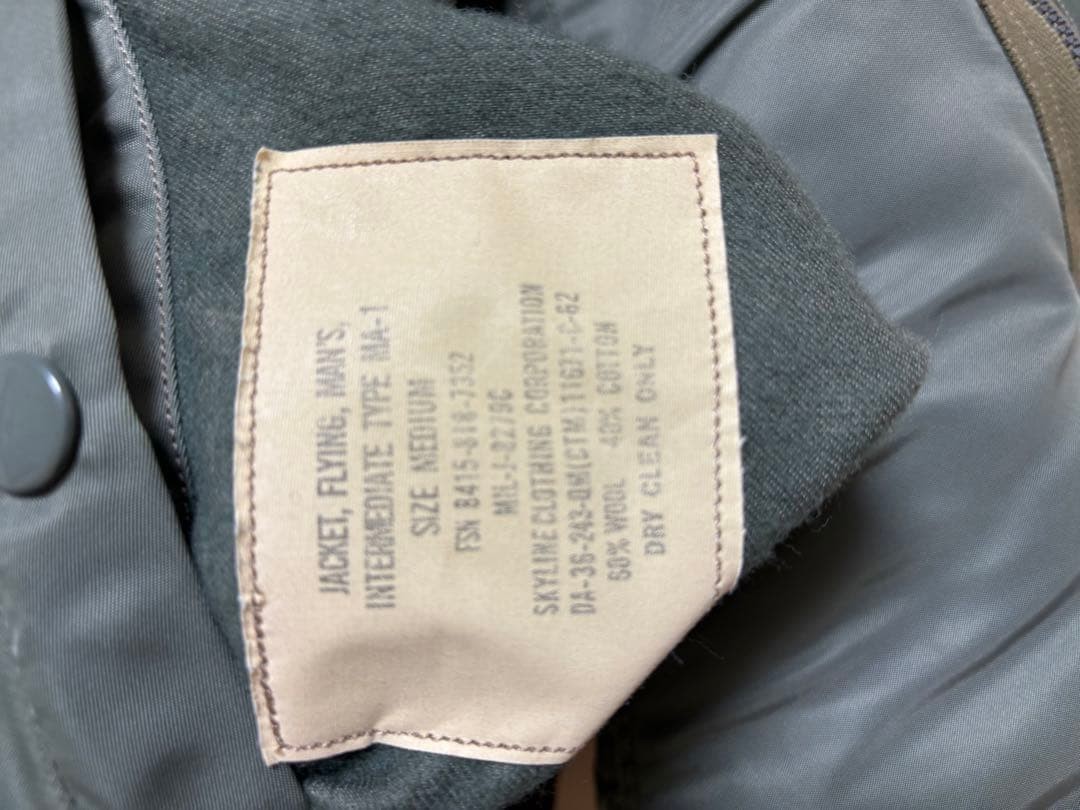 JACKET, FLYING, MAN'S,
INTERMEDIATE TYPE MA-1
SIZE MEDIUM
FSN 8415-818-7352
MIL-J-8279C
SKYLINE CLOTHING CORPORATION
DA-36-243-QM(CTM)11671-C-62
60% WOOL 40% COTTON
DRY CLEAN ONLY